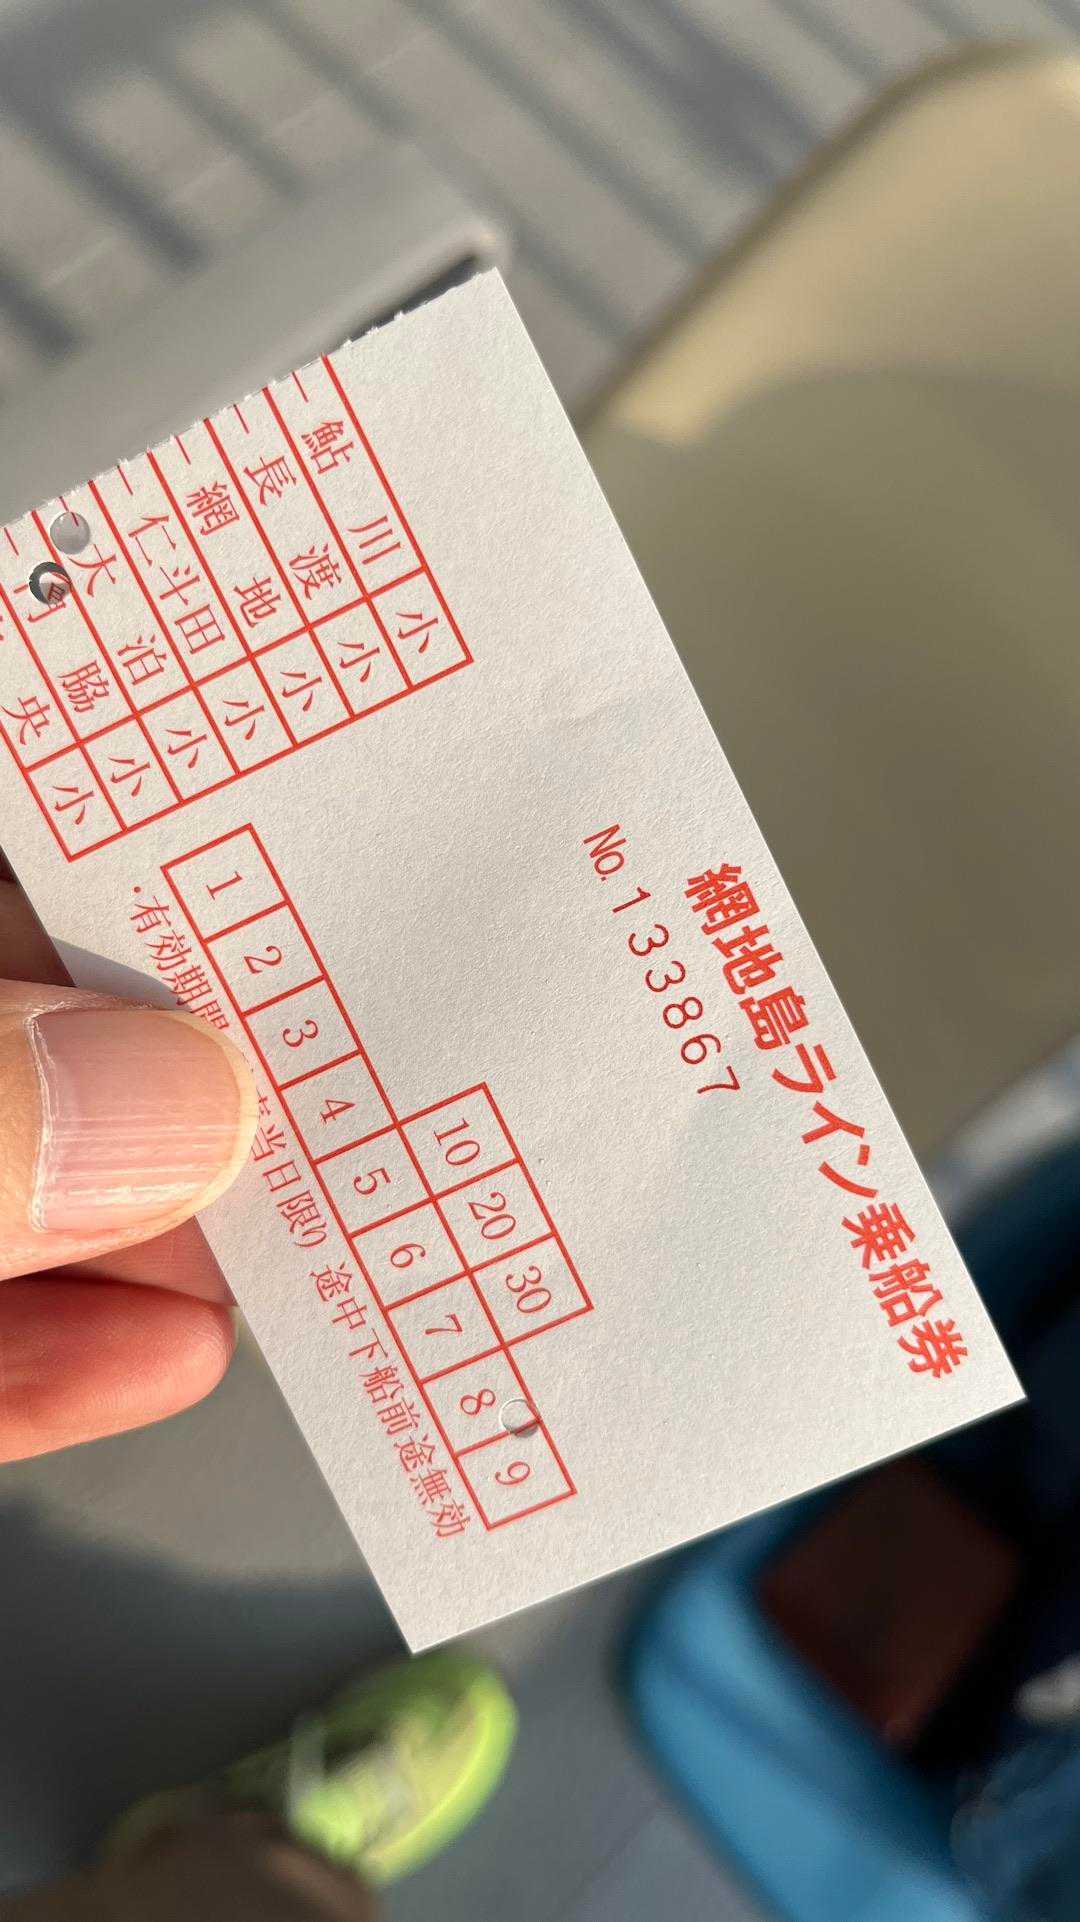 網地島ライン乗船券
No.133867
鮎川 小
長渡 小
網地 小
仁斗田 小
大泊 小
門脇 小
央 小
10 20 30
1 2 3 4 5 6 7 8 9
・有効期間 当日限り 途中下船前途無効